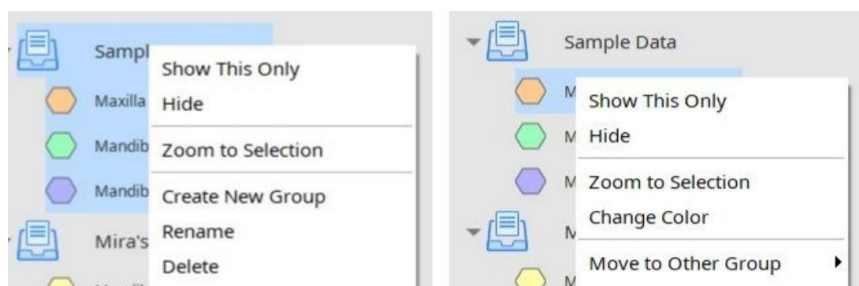 Sampl
Show This Only
Maxilla
Hide
Mandib
Zoom to Selection
Mandib
Create New Group
Mira's
Rename
Delete
Sample Data
M
Show This Only
Hide
M
Zoom to Selection
M
Change Color
M
Move to Other Group
M